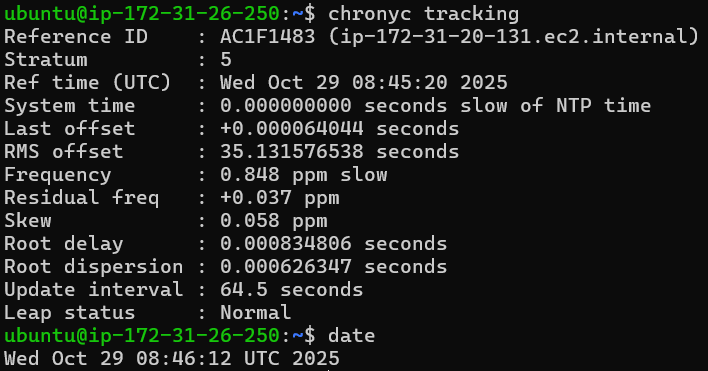 ubuntu@ip-172-31-26-250:~$ chronyc tracking
Reference ID    : AC1F1483 (ip-172-31-20-131.ec2.internal)
Stratum         : 5
Ref time (UTC)  : Wed Oct 29 08:45:20 2025
System time     : 0.000000000 seconds slow of NTP time
Last offset     : +0.000064044 seconds
RMS offset      : 35.131576538 seconds
Frequency       : 0.848 ppm slow
Residual freq   : +0.037 ppm
Skew            : 0.058 ppm
Root delay      : 0.000834806 seconds
Root dispersion : 0.000626347 seconds
Update interval : 64.5 seconds
Leap status     : Normal
ubuntu@ip-172-31-26-250:~$ date
Wed Oct 29 08:46:12 UTC 2025